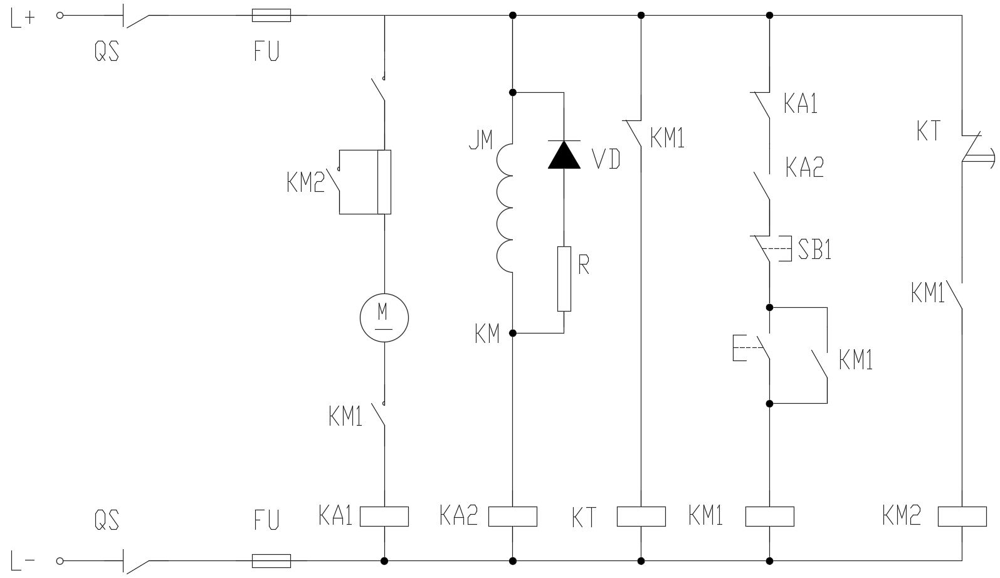 L+
QS
FU
KA1
KT
JM
KM1
VD
KA2
KM2
SB1
R
KM1
M
KM
KM1
KM1
QS
FU
KA1
KA2
KT
KM1
KM2
L-